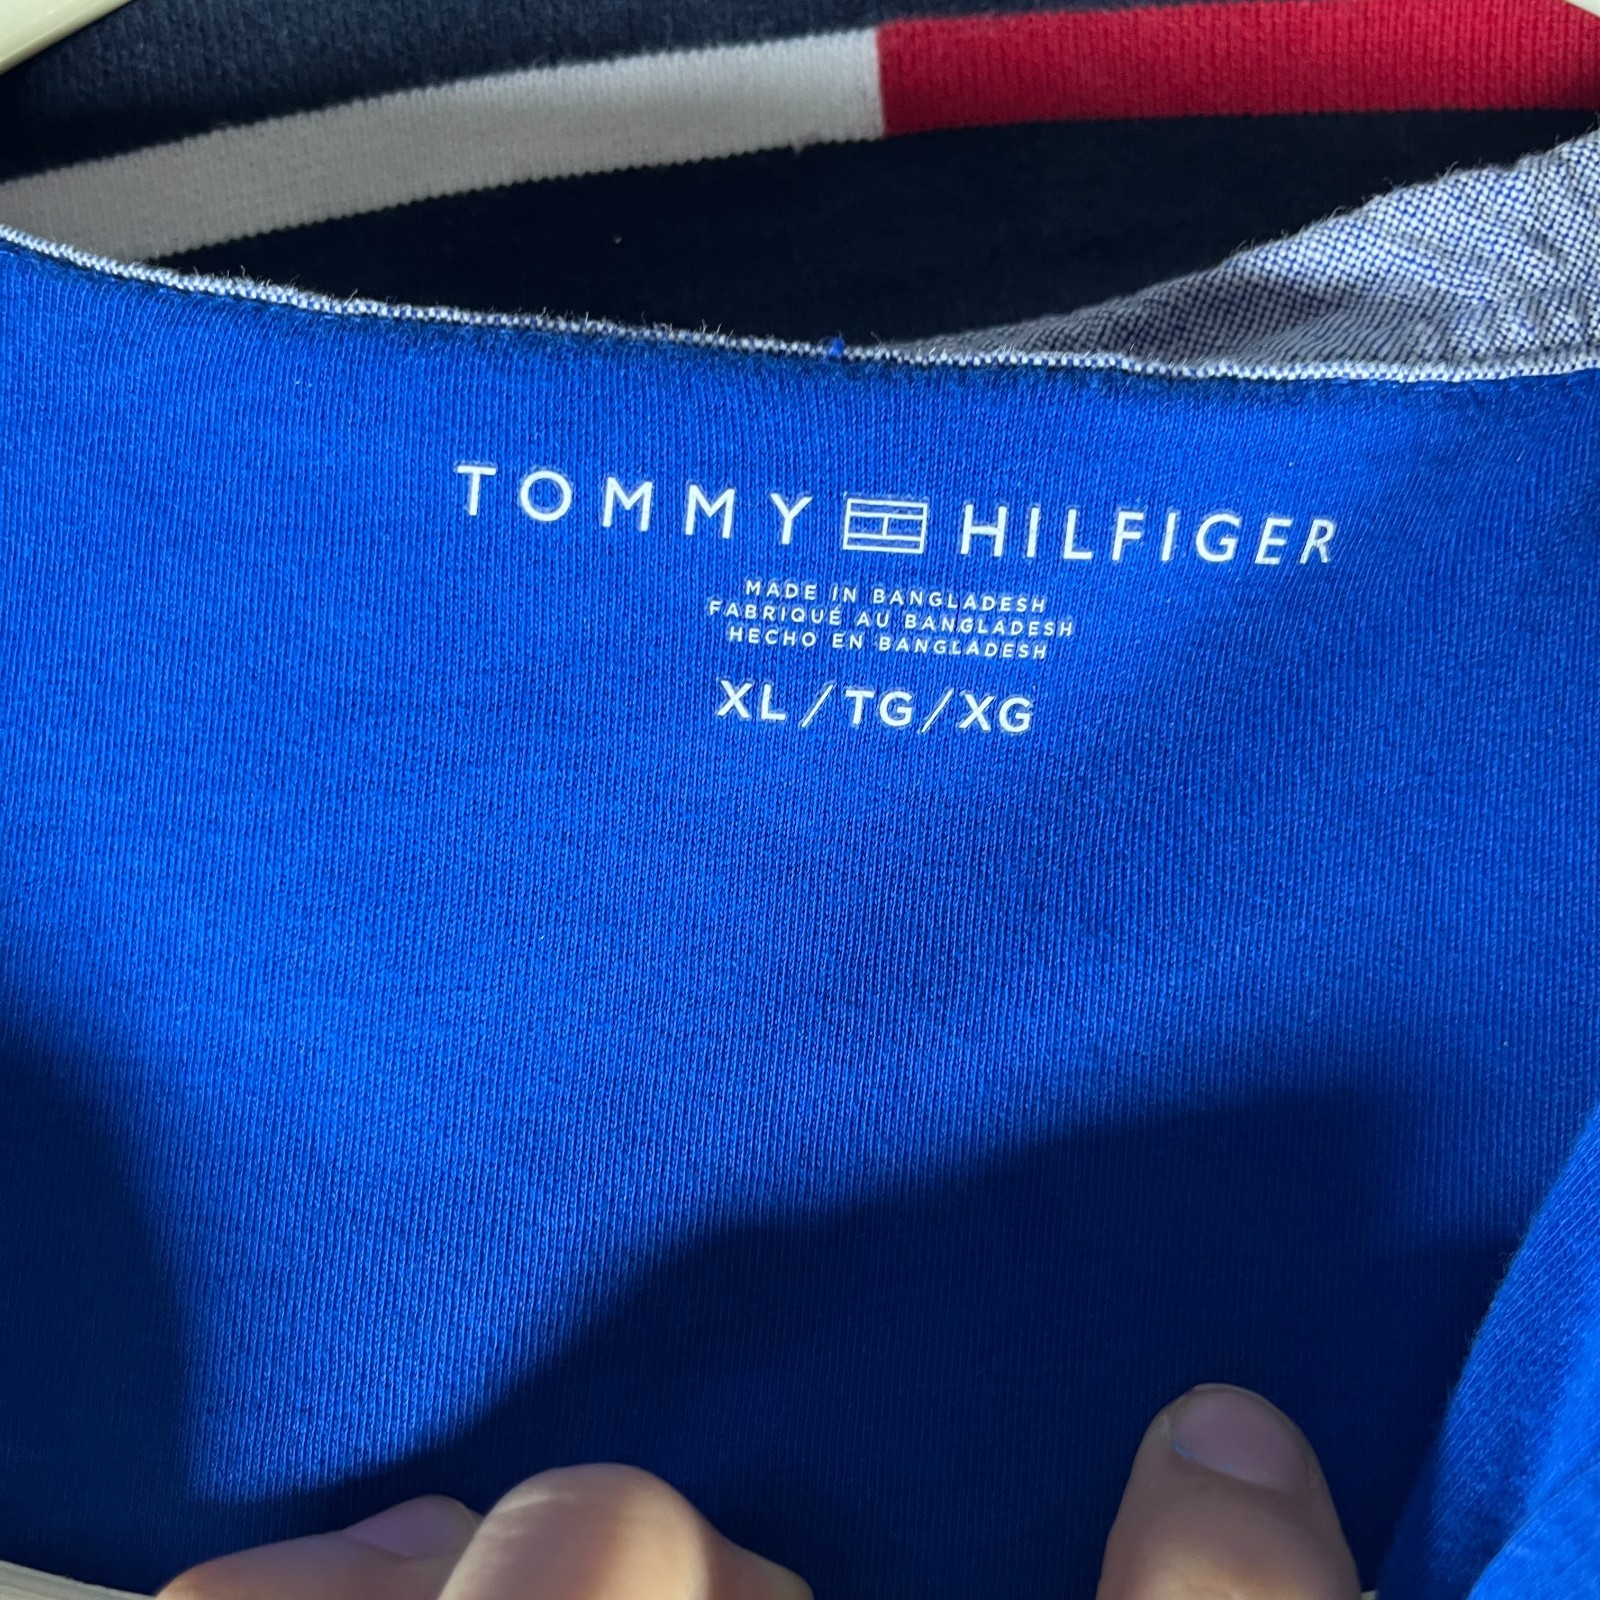 TOMMY HILFIGER
MADE IN BANGLADESH
FABRIQUÉ AU BANGLADESH
HECHO EN BANGLADESH
XL/TG/XG